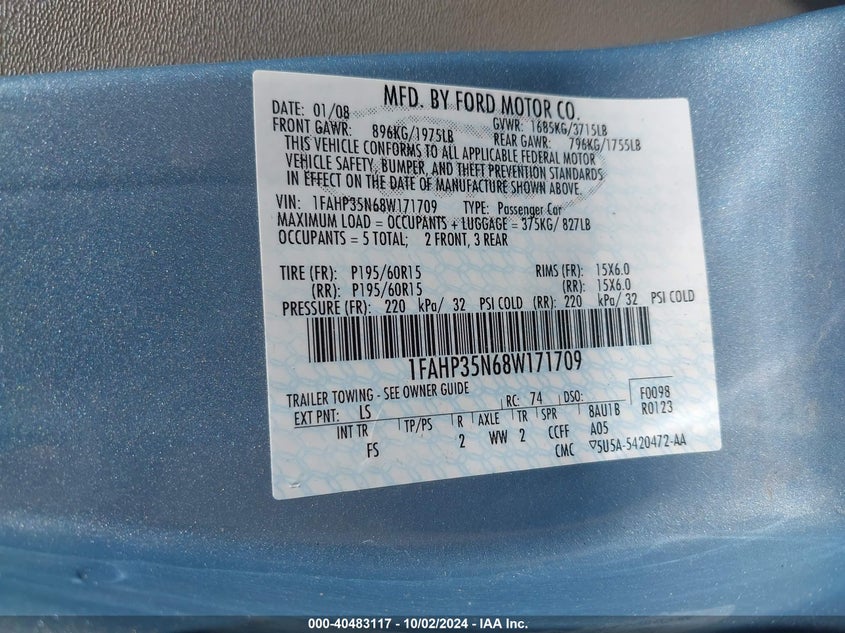 MFD. BY FORD MOTOR CO.
DATE: 01/08 GVWR: 1685KG/3715LB
FRONT GAWR: 896KG/1975LB REAR GAWR: 796KG/1755LB
THIS VEHICLE CONFORMS TO ALL APPLICABLE FEDERAL MOTOR
VEHICLE SAFETY, BUMPER, AND THEFT PREVENTION STANDARDS
IN EFFECT ON THE DATE OF MANUFACTURE SHOWN ABOVE.
VIN: 1FAHP35N68W171709 TYPE: Passenger Car
MAXIMUM LOAD = OCCUPANTS + LUGGAGE = 375KG/ 827LB
OCCUPANTS = 5 TOTAL; 2 FRONT, 3 REAR
TIRE (FR): P195/60R15 RIMS (FR): 15X6.0
(RR): P195/60R15 (RR): 15X6.0
PRESSURE (FR): 220 kPa/ 32 PSI COLD (RR): 220 kPa/ 32 PSI COLD
1FAHP35N68W171709
TRAILER TOWING - SEE OWNER GUIDE
EXT PNT: LS RC: 74 DSO: F0098
INT TR TP/PS R AXLE TR SPR 8AU1B R0123
FS 2 WW 2 CCFF A05
CMC ▽5U5A-5420472-AA
000-40483117 - 10/02/2024 - IAA Inc.